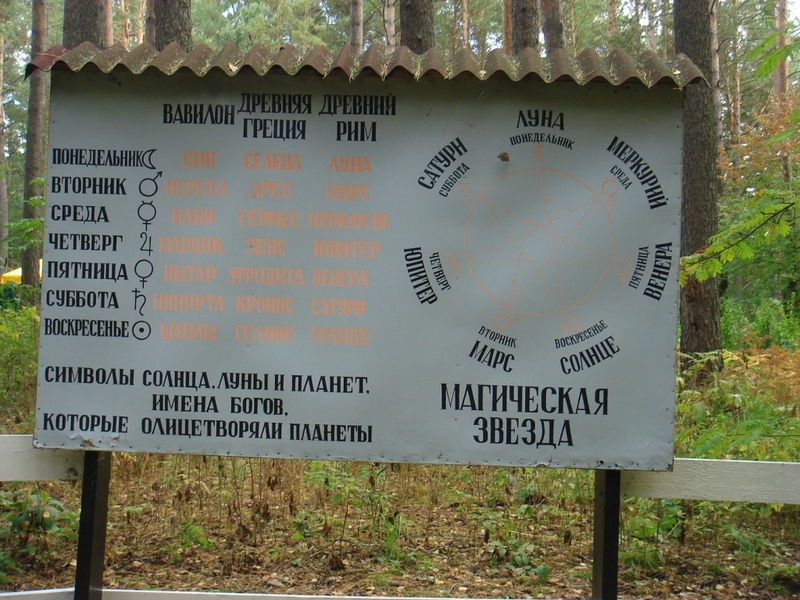 ВАВИЛОН ДРЕВНЯЯ ГРЕЦИЯ ДРЕВНИЙ РИМ
ПОНЕДЕЛЬНИК ☾ СИН СЕЛЕНА ЛУНА
ВТОРНИК ♂ НЕРГАЛ АРЕС МАРС
СРЕДА ☿ НАБУ ГЕРМЕС МЕРКУРИЙ
ЧЕТВЕРГ ♃ МАРДУК ЗЕВС ЮПИТЕР
ПЯТНИЦА ♀ ИШТАР АФРОДИТА ВЕНЕРА
СУББОТА ♄ НИНУРТА КРОНОС САТУРН
ВОСКРЕСЕНЬЕ ☉ ШАМАШ ГЕЛИОС СОЛНЦЕ
СИМВОЛЫ СОЛНЦА, ЛУНЫ И ПЛАНЕТ,
ИМЕНА БОГОВ,
КОТОРЫЕ ОЛИЦЕТВОРЯЛИ ПЛАНЕТЫ
ЛУНА
ПОНЕДЕЛЬНИК
МЕРКУРИЙ
СРЕДА
ВЕНЕРА
ПЯТНИЦА
СОЛНЦЕ
ВОСКРЕСЕНЬЕ
МАРС
ВТОРНИК
ЮПИТЕР
ЧЕТВЕРГ
САТУРН
СУББОТА
МАГИЧЕСКАЯ
ЗВЕЗДА